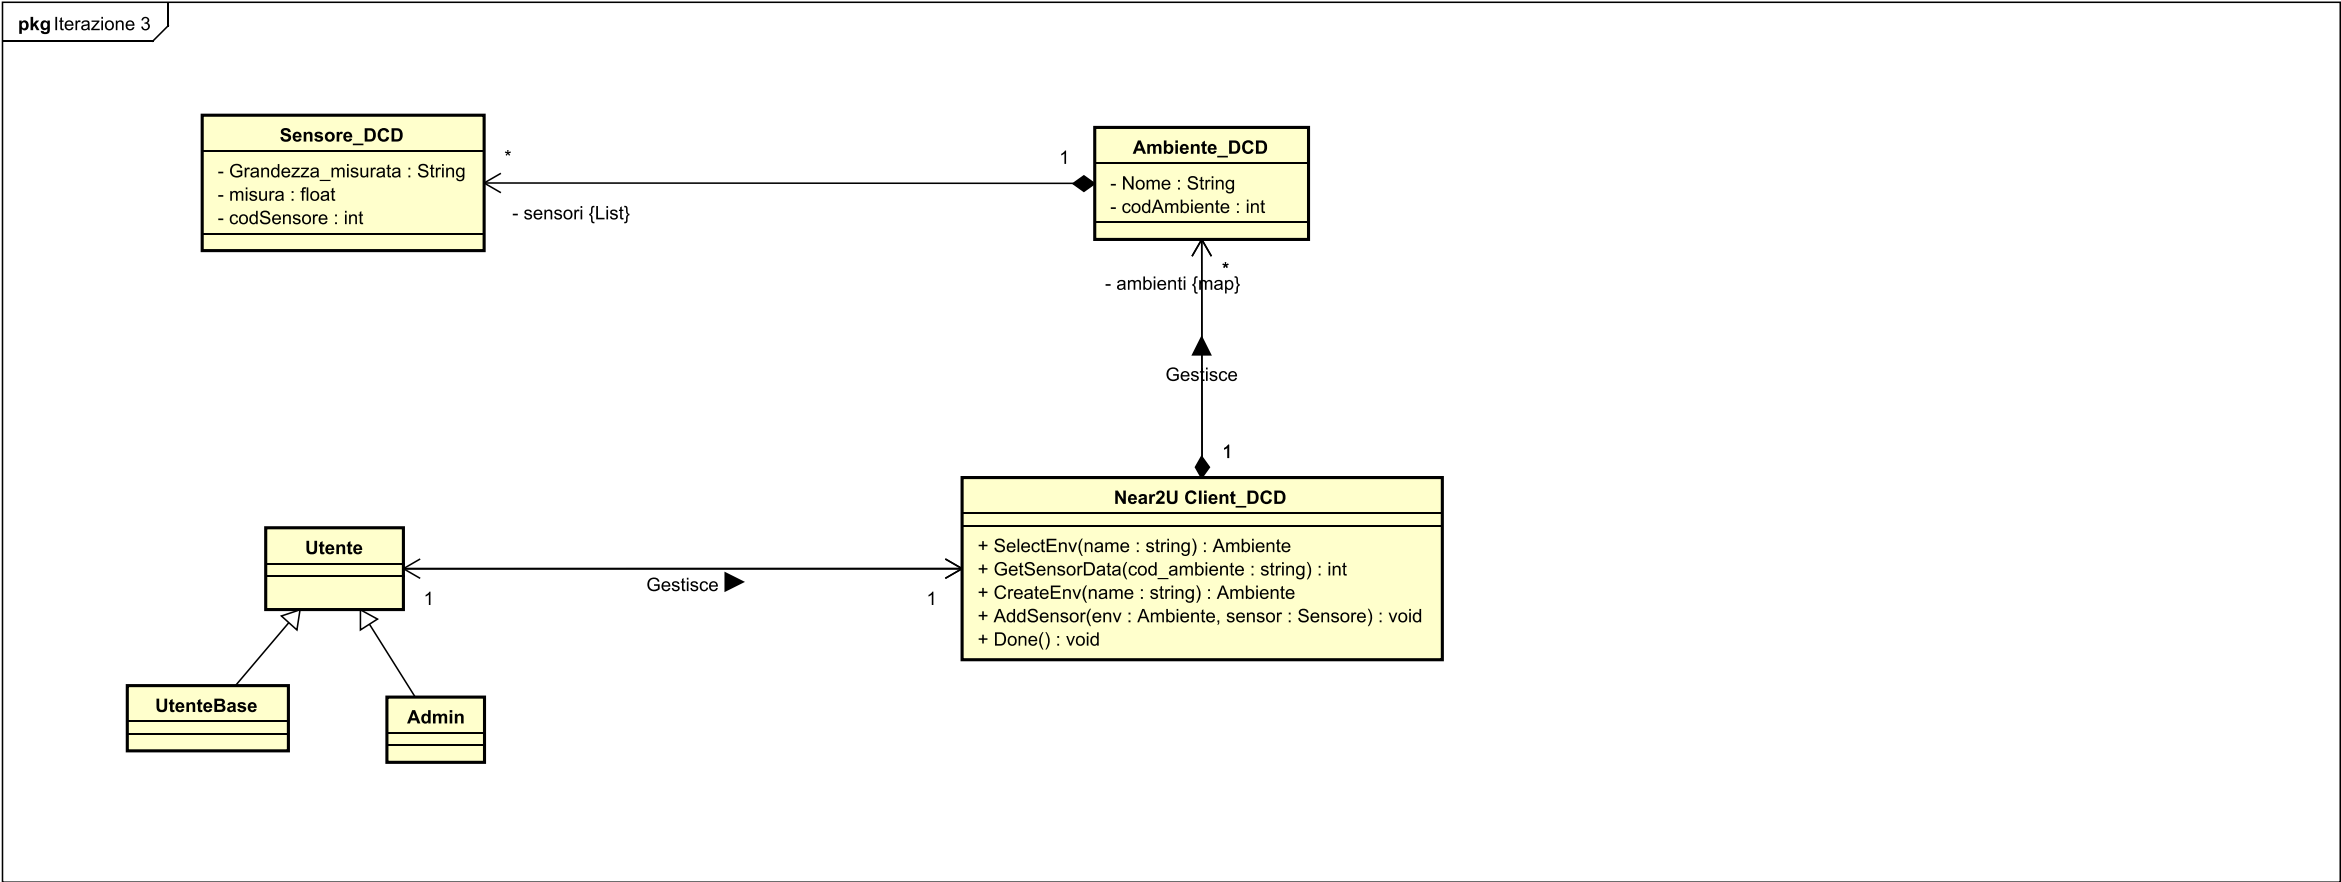 pkg Iterazione 3
Sensore_DCD
- Grandezza_misurata : String
- misura : float
- codSensore : int
*
- sensori {List}
1
Ambiente_DCD
- Nome : String
- codAmbiente : int
*
- ambienti {map}
Gestisce
1
Near2U Client_DCD
+ SelectEnv(name : string) : Ambiente
+ GetSensorData(cod_ambiente : string) : int
+ CreateEnv(name : string) : Ambiente
+ AddSensor(env : Ambiente, sensor : Sensore) : void
+ Done() : void
Utente
1
Gestisce
1
UtenteBase
Admin